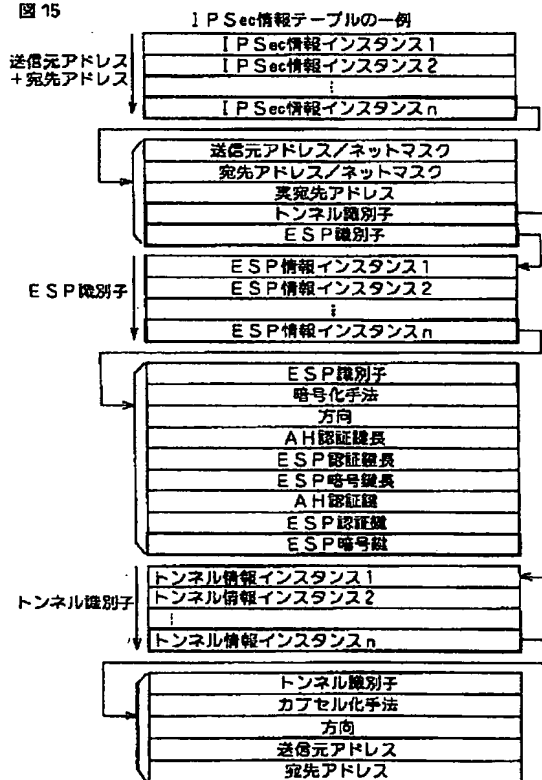 図15
IPSec情報テーブルの一例
送信元アドレス
+宛先アドレス
IPSec情報インスタンス1
IPSec情報インスタンス2
⋮
IPSec情報インスタンスn
送信元アドレス/ネットマスク
宛先アドレス/ネットマスク
実宛先アドレス
トンネル識別子
ESP識別子
ESP識別子
ESP情報インスタンス1
ESP情報インスタンス2
⋮
ESP情報インスタンスn
ESP識別子
暗号化手法
方向
AH認証鍵長
ESP認証鍵長
ESP暗号鍵長
AH認証鍵
ESP認証鍵
ESP暗号鍵
トンネル識別子
トンネル情報インスタンス1
トンネル情報インスタンス2
⋮
トンネル情報インスタンスn
トンネル識別子
カプセル化手法
方向
送信元アドレス
宛先アドレス